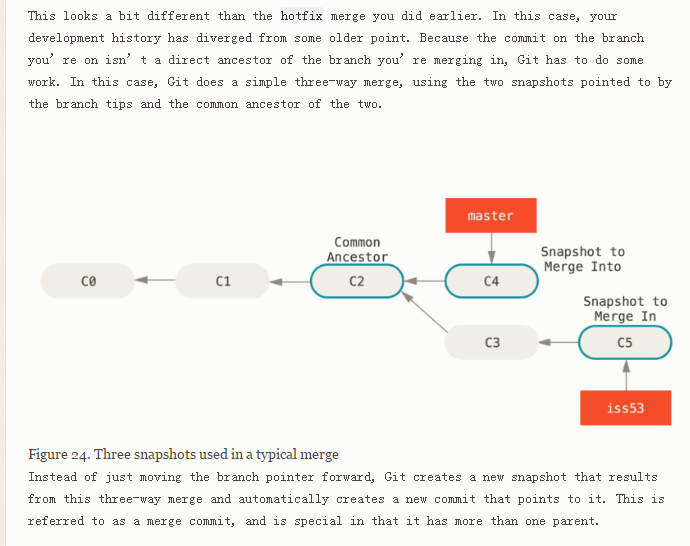 This looks a bit different than the hotfix merge you did earlier. In this case, your
development history has diverged from some older point. Because the commit on the branch
you’ re on isn’ t a direct ancestor of the branch you’ re merging in, Git has to do some
work. In this case, Git does a simple three-way merge, using the two snapshots pointed to by
the branch tips and the common ancestor of the two.
master
Common
Ancestor
Snapshot to
Merge Into
C0
C1
C2
C4
Snapshot to
Merge In
C3
C5
iss53
Figure 24. Three snapshots used in a typical merge
Instead of just moving the branch pointer forward, Git creates a new snapshot that results
from this three-way merge and automatically creates a new commit that points to it. This is
referred to as a merge commit, and is special in that it has more than one parent.